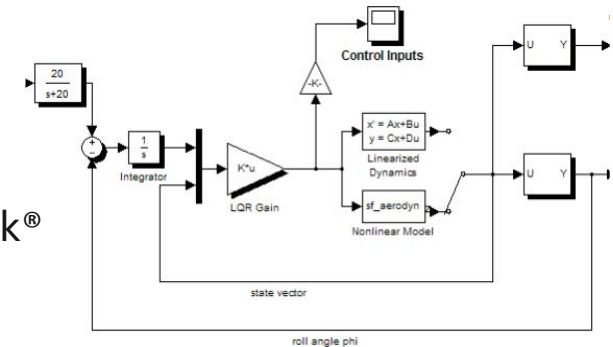 Control Inputs
-K-
U Y
20
s+20
+
−
1
s
Integrator
K*u
LQR Gain
x' = Ax+Bu
y = Cx+Du
Linearized
Dynamics
sf_aerodyn
Nonlinear Model
U Y
k®
state vector
roll angle phi